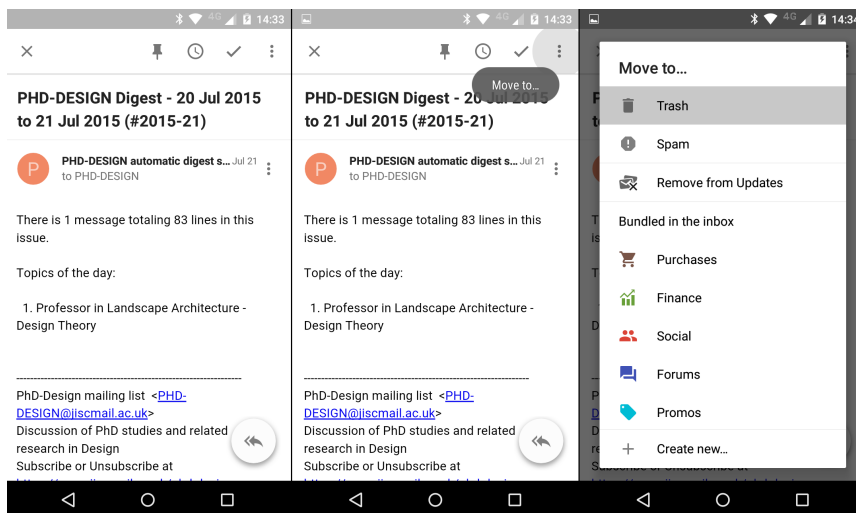 4G 14:33
PHD-DESIGN Digest - 20 Jul 2015
to 21 Jul 2015 (#2015-21)
P
PHD-DESIGN automatic digest s... Jul 21
to PHD-DESIGN
There is 1 message totaling 83 lines in this
issue.
Topics of the day:
1. Professor in Landscape Architecture -
Design Theory
--------------------------------------------------------------------------------
PhD-Design mailing list <PHD-
DESIGN@jiscmail.ac.uk>
Discussion of PhD studies and related
research in Design
Subscribe or Unsubscribe at
4G 14:33
Move to...
PHD-DESIGN Digest - 20 Jul 2015
to 21 Jul 2015 (#2015-21)
P
PHD-DESIGN automatic digest s... Jul 21
to PHD-DESIGN
There is 1 message totaling 83 lines in this
issue.
Topics of the day:
1. Professor in Landscape Architecture -
Design Theory
--------------------------------------------------------------------------------
PhD-Design mailing list <PHD-
DESIGN@jiscmail.ac.uk>
Discussion of PhD studies and related
research in Design
Subscribe or Unsubscribe at
4G 14:34
Move to...
Trash
Spam
Remove from Updates
Bundled in the inbox
Purchases
Finance
Social
Forums
Promos
Create new...